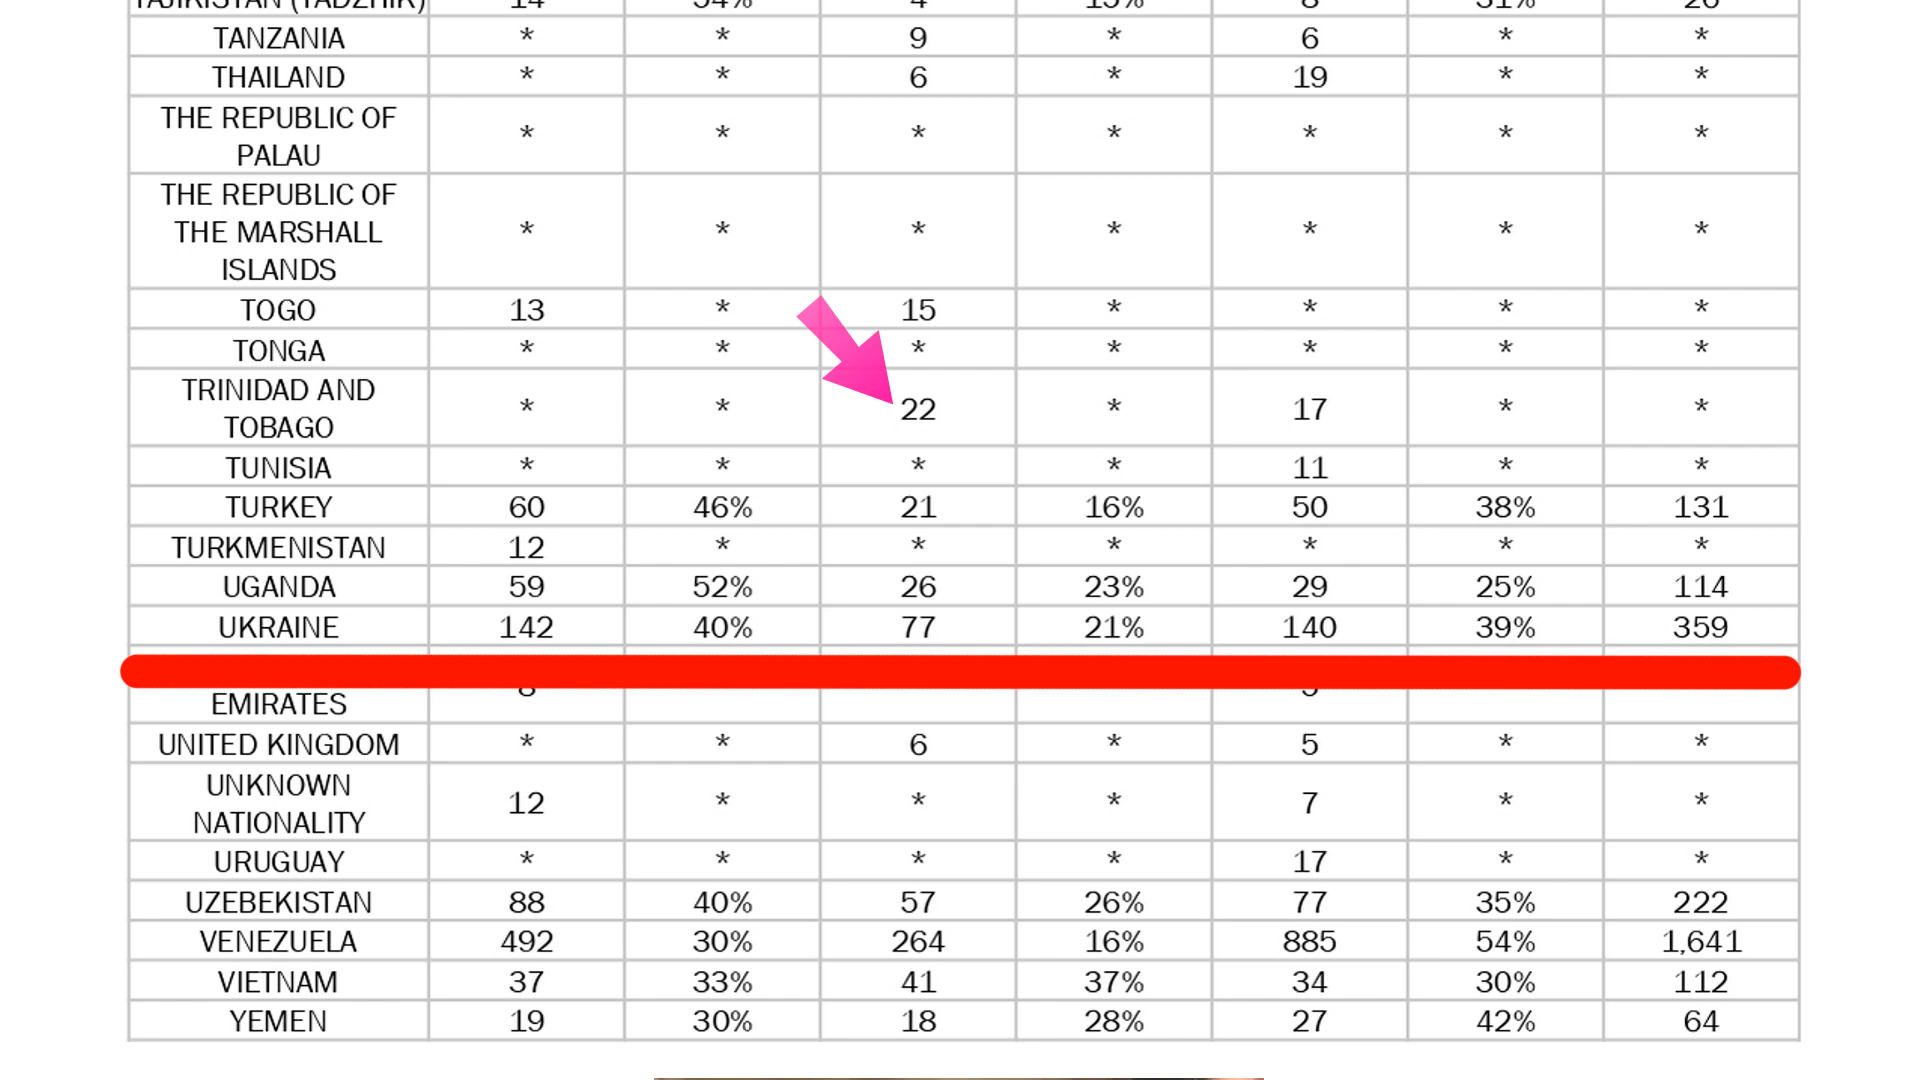 TANZANIA * * 9 * 6 * *
THAILAND * * 6 * 19 * *
THE REPUBLIC OF
PALAU * * * * * * *
THE REPUBLIC OF
THE MARSHALL * * * * * * *
ISLANDS
TOGO 13 * 15 * * * *
TONGA * * * * * * *
TRINIDAD AND
TOBAGO * * 22 * 17 * *
TUNISIA * * * * 11 * *
TURKEY 60 46% 21 16% 50 38% 131
TURKMENISTAN 12 * * * * * *
UGANDA 59 52% 26 23% 29 25% 114
UKRAINE 142 40% 77 21% 140 39% 359
EMIRATES
UNITED KINGDOM * * 6 * 5 * *
UNKNOWN
NATIONALITY 12 * * * 7 * *
URUGUAY * * * * 17 * *
UZEBEKISTAN 88 40% 57 26% 77 35% 222
VENEZUELA 492 30% 264 16% 885 54% 1,641
VIETNAM 37 33% 41 37% 34 30% 112
YEMEN 19 30% 18 28% 27 42% 64